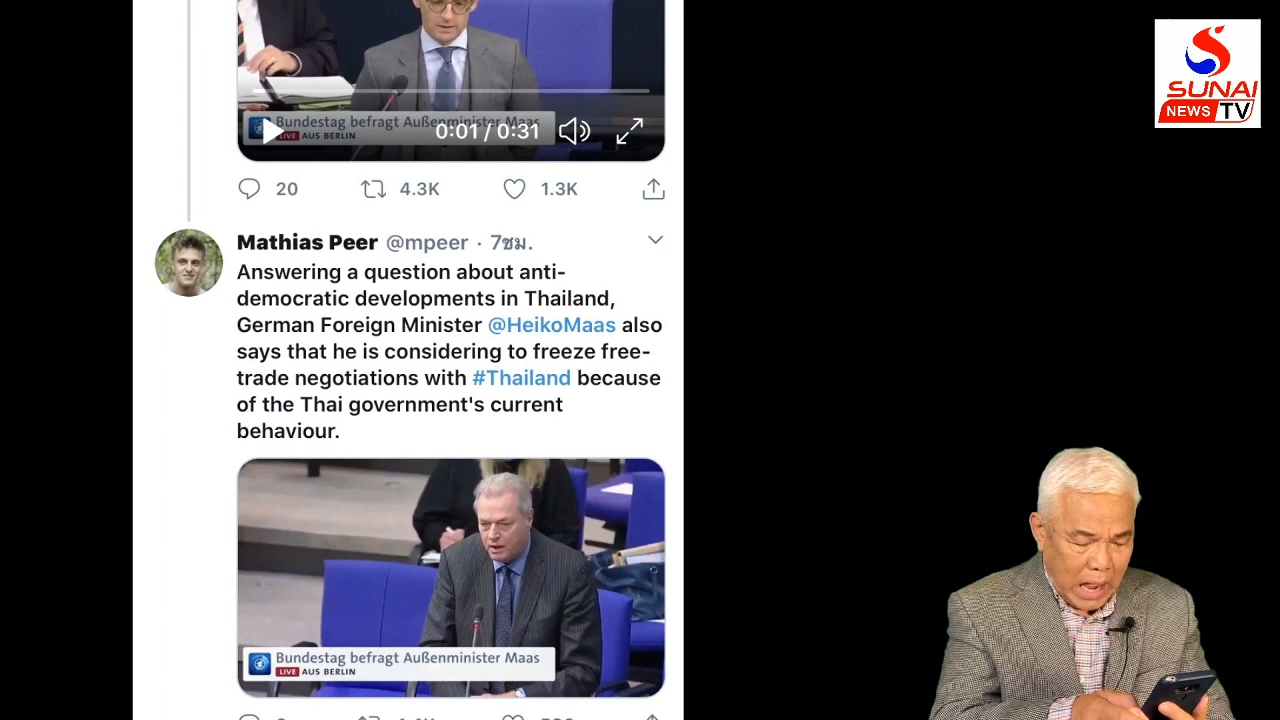 Bundestag befragt Außenminister Maas
LIVE AUS BERLIN
0:01 / 0:31
20
4.3K
1.3K
Mathias Peer @mpeer · 7ชม.
Answering a question about anti-
democratic developments in Thailand,
German Foreign Minister @HeikoMaas also
says that he is considering to freeze free-
trade negotiations with #Thailand because
of the Thai government's current
behaviour.
Bundestag befragt Außenminister Maas
LIVE AUS BERLIN
SUNAI
NEWS TV